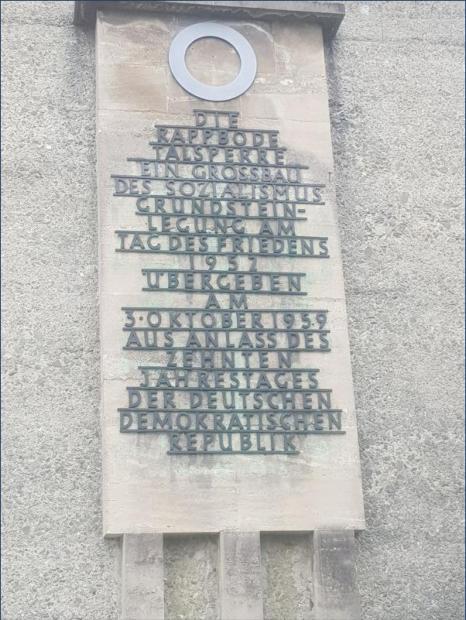 DIE
RAPPBODE
TALSPERRE
EIN GROSSBAU
DES SOZIALISMUS
GRUNDSTEIN-
LEGUNG AM
TAG DES FRIEDENS
1952
ÜBERGEBEN
AM
3·OKTOBER 1959
AUS ANLASS DES
ZEHNTEN
JAHRESTAGES
DER DEUTSCHEN
DEMOKRATISCHEN
REPUBLIK